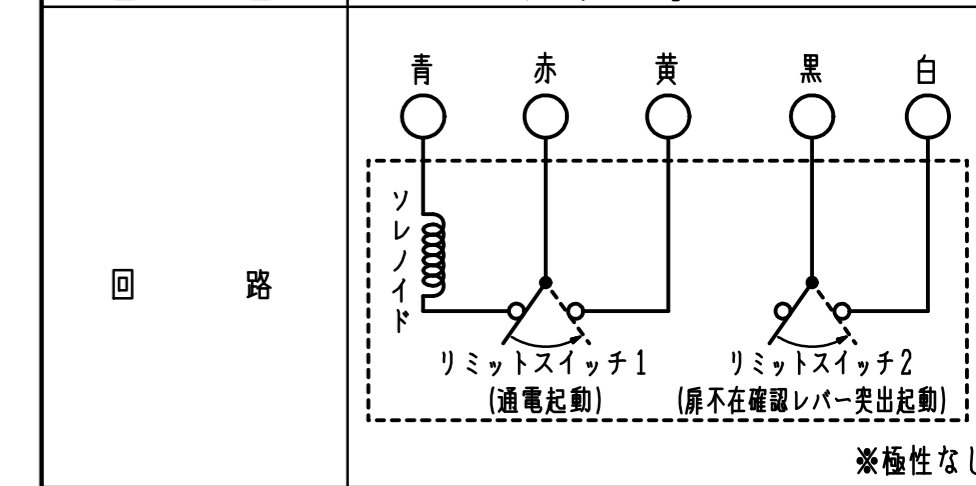 青 赤 黄 黒 白
ソレノイド
回 路
リミットスイッチ1 リミットスイッチ2
(通電起動) (扉不在確認レバー突出起動)
※極性なし